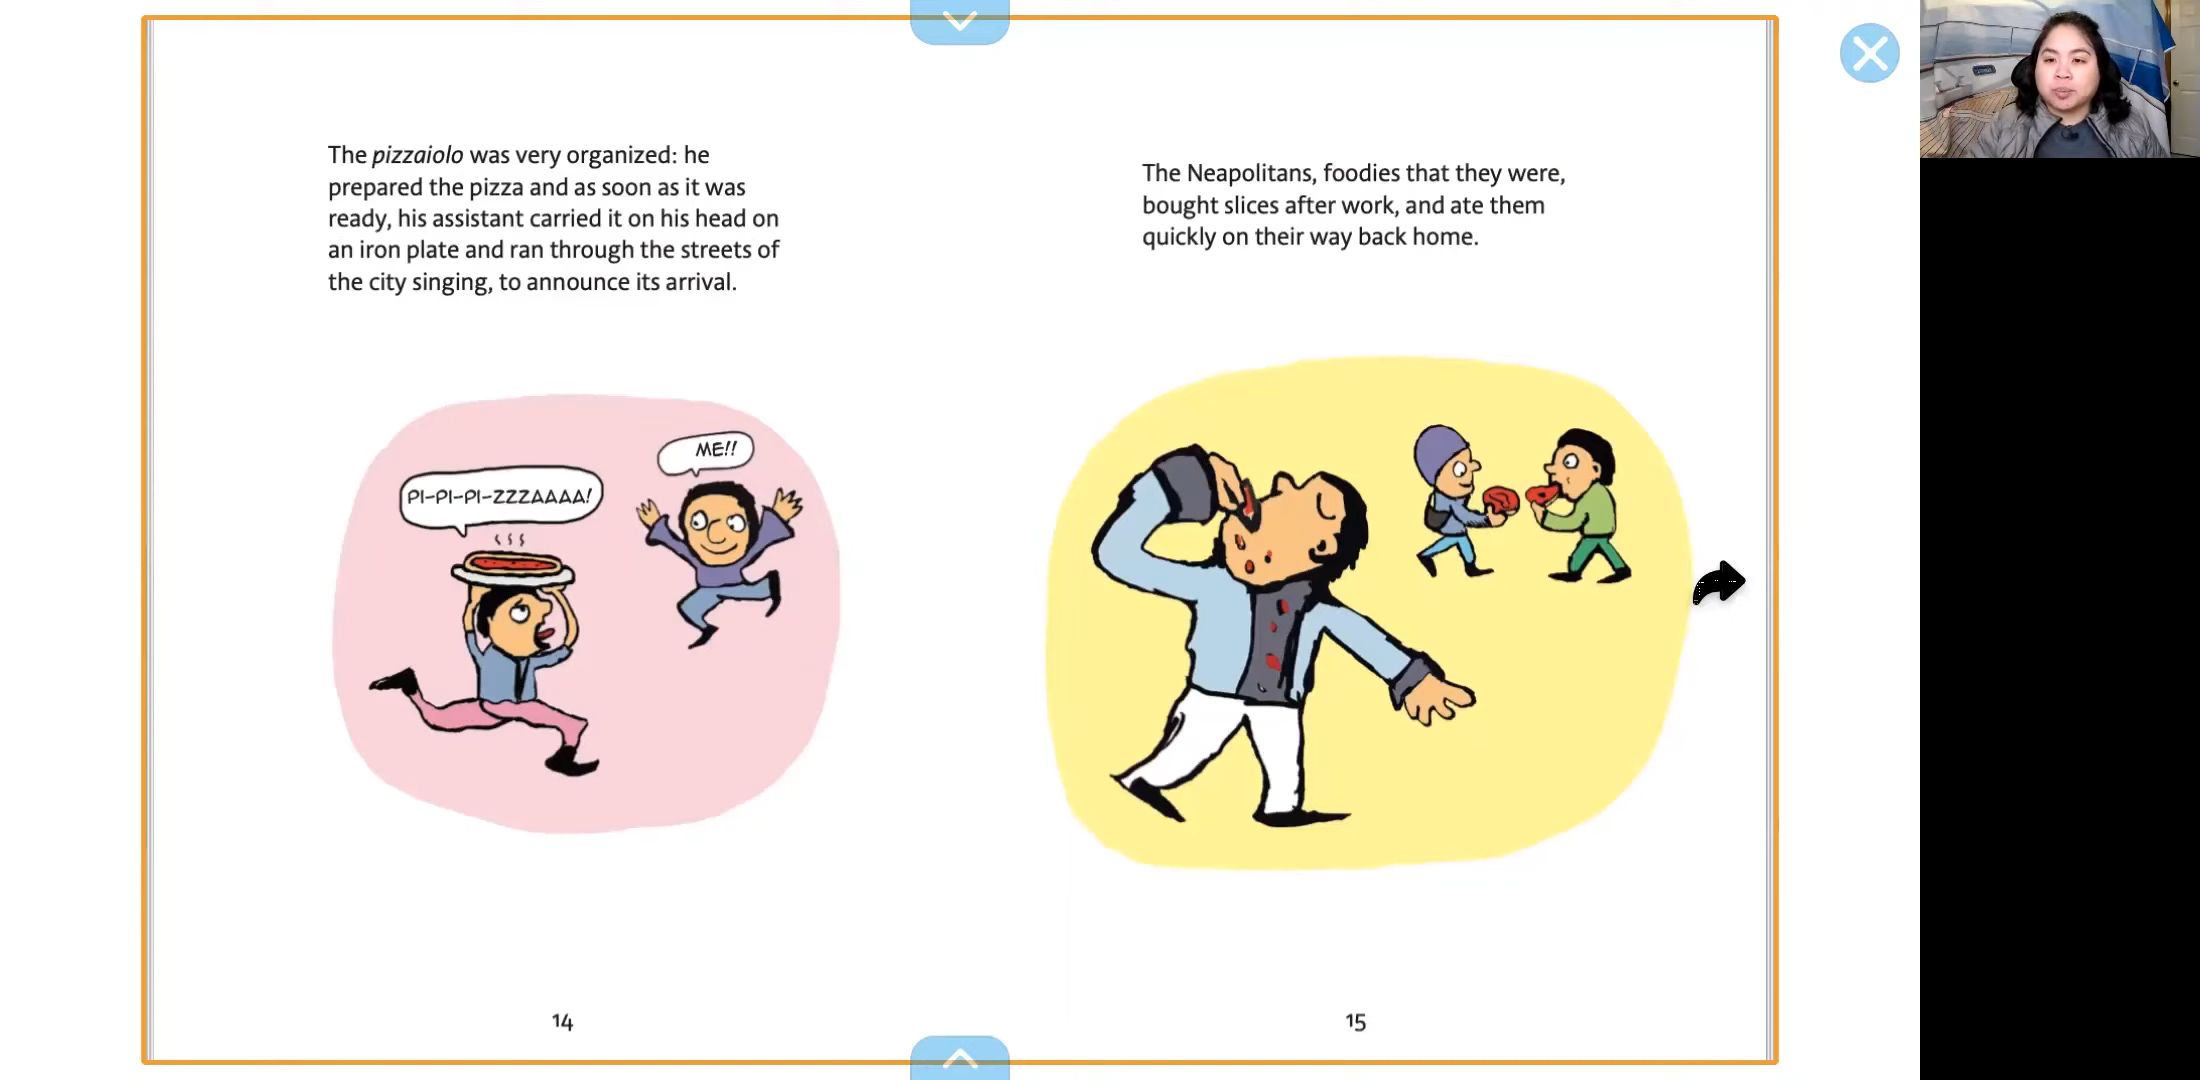 The pizzaiolo was very organized: he
prepared the pizza and as soon as it was
ready, his assistant carried it on his head on
an iron plate and ran through the streets of
the city singing, to announce its arrival.
PI-PI-PI-ZZZAAAA!
ME!!
14
The Neapolitans, foodies that they were,
bought slices after work, and ate them
quickly on their way back home.
15